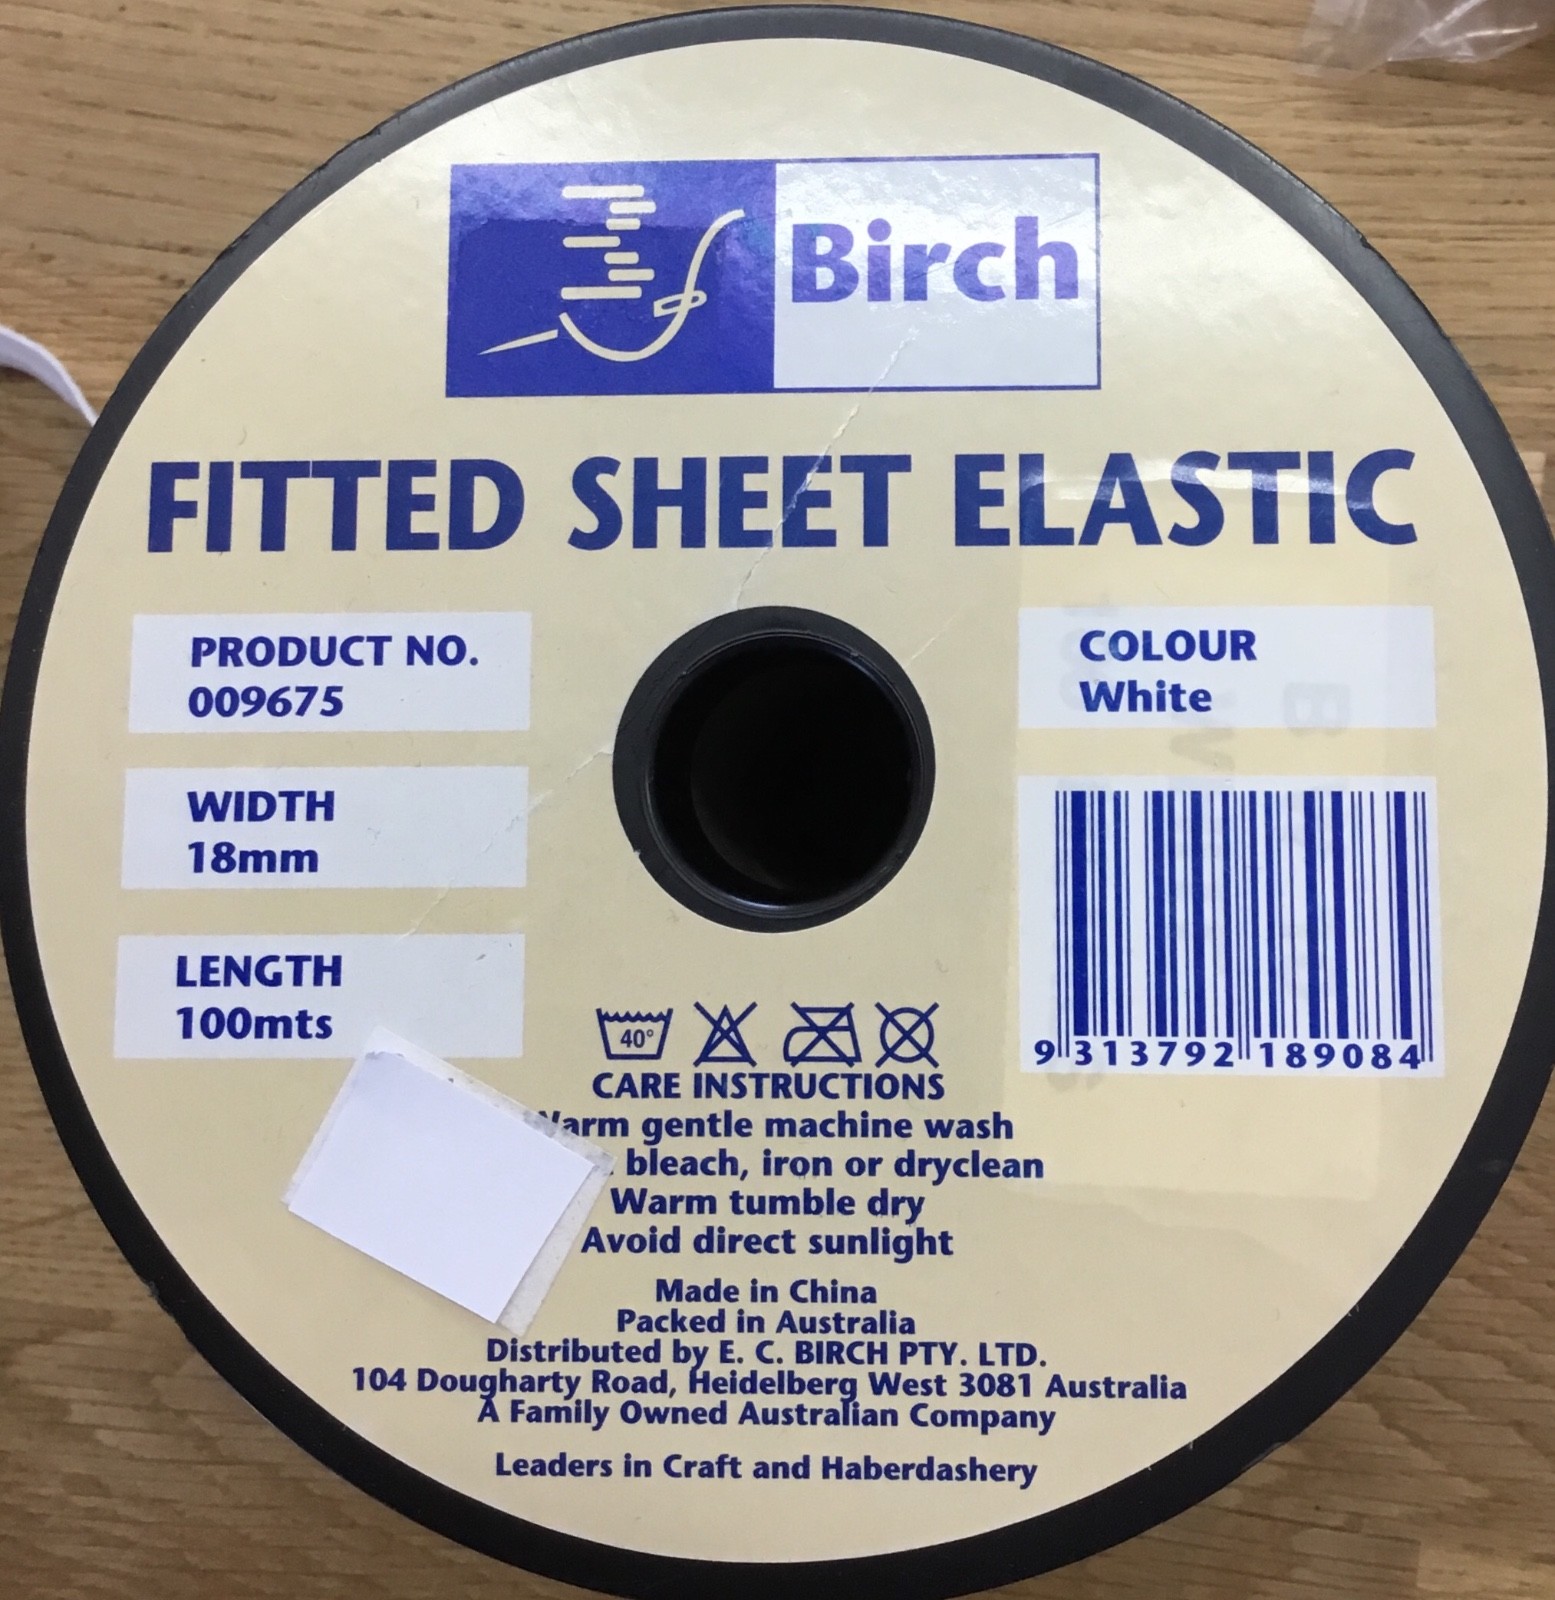 Birch
FITTED SHEET ELASTIC
PRODUCT NO.
009675
COLOUR
White
WIDTH
18mm
LENGTH
100mts
9 313792 189084
40°
CARE INSTRUCTIONS
Warm gentle machine wash
bleach, iron or dryclean
Warm tumble dry
Avoid direct sunlight
Made in China
Packed in Australia
Distributed by E. C. BIRCH PTY. LTD.
104 Dougharty Road, Heidelberg West 3081 Australia
A Family Owned Australian Company
Leaders in Craft and Haberdashery